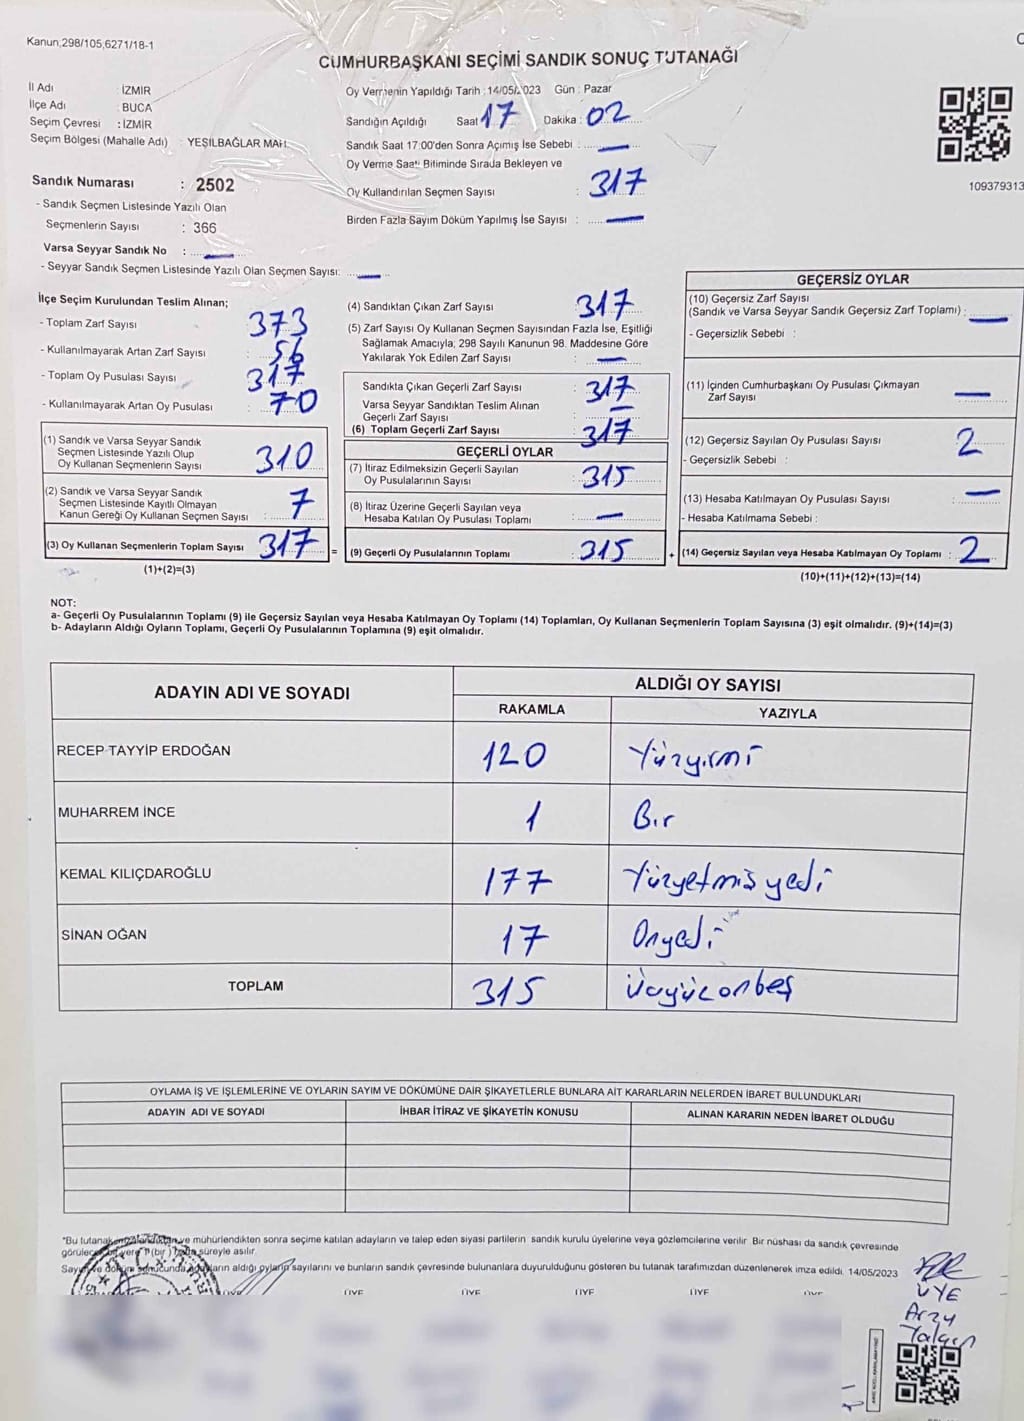 Kanun;298/105,6271/18-1
CUMHURBAŞKANI SEÇİMİ SANDIK SONUÇ TUTANAĞI
İl Adı : İZMİR
İlçe Adı : BUCA
Seçim Çevresi : İZMİR
Seçim Bölgesi (Mahalle Adı) : YEŞİLBAĞLAR MAH.
Oy Vermenin Yapıldığı Tarih : 14/05/2023 Gün : Pazar
Sandığın Açıldığı Saat 17 Dakika : 02
Sandık Saat 17:00'den Sonra Açımış İse Sebebi : —
Oy Verme Saati Bitiminde Sırada Bekleyen ve
Oy Kullandırılan Seçmen Sayısı : 317
Birden Fazla Sayım Döküm Yapılmış İse Sayısı : —
109379313
Sandık Numarası : 2502
- Sandık Seçmen Listesinde Yazılı Olan
Seçmenlerin Sayısı : 366
Varsa Seyyar Sandık No : —
- Seyyar Sandık Seçmen Listesinde Yazılı Olan Seçmen Sayısı: —
İlçe Seçim Kurulundan Teslim Alınan;
- Toplam Zarf Sayısı : 373
- Kullanılmayarak Artan Zarf Sayısı : 56
- Toplam Oy Pusulası Sayısı : 317
- Kullanılmayarak Artan Oy Pusulası : 70
(1) Sandık ve Varsa Seyyar Sandık
Seçmen Listesinde Yazılı Olup
Oy Kullanan Seçmenlerin Sayısı : 310
(2) Sandık ve Varsa Seyyar Sandık
Seçmen Listesinde Kayıtlı Olmayan
Kanun Gereği Oy Kullanan Seçmen Sayısı : 7
(3) Oy Kullanan Seçmenlerin Toplam Sayısı : 317 =
(1)+(2)=(3)
(4) Sandıktan Çıkan Zarf Sayısı : 317
(5) Zarf Sayısı Oy Kullanan Seçmen Sayısından Fazla İse, Eşitliği
Sağlamak Amacıyla; 298 Sayılı Kanunun 98. Maddesine Göre
Yakılarak Yok Edilen Zarf Sayısı : —
Sandıkta Çıkan Geçerli Zarf Sayısı : 317
Varsa Seyyar Sandıktan Teslim Alınan
Geçerli Zarf Sayısı : —
(6) Toplam Geçerli Zarf Sayısı : 317
GEÇERLİ OYLAR
(7) İtiraz Edilmeksizin Geçerli Sayılan
Oy Pusulalarının Sayısı : 315
(8) İtiraz Üzerine Geçerli Sayılan veya
Hesaba Katılan Oy Pusulası Toplamı : —
(9) Geçerli Oy Pusulalarının Toplamı : 315 +
GEÇERSİZ OYLAR
(10) Geçersiz Zarf Sayısı
(Sandık ve Varsa Seyyar Sandık Geçersiz Zarf Toplamı) : —
- Geçersizlik Sebebi :
(11) İçinden Cumhurbaşkanı Oy Pusulası Çıkmayan
Zarf Sayısı : —
(12) Geçersiz Sayılan Oy Pusulası Sayısı : 2
- Geçersizlik Sebebi :
(13) Hesaba Katılmayan Oy Pusulası Sayısı : —
- Hesaba Katılmama Sebebi :
(14) Geçersiz Sayılan veya Hesaba Katılmayan Oy Toplamı : 2
(10)+(11)+(12)+(13)=(14)
NOT:
a- Geçerli Oy Pusulalarının Toplamı (9) ile Geçersiz Sayılan veya Hesaba Katılmayan Oy Toplamı (14) Toplamları, Oy Kullanan Seçmenlerin Toplam Sayısına (3) eşit olmalıdır. (9)+(14)=(3)
b- Adayların Aldığı Oyların Toplamı, Geçerli Oy Pusulalarının Toplamına (9) eşit olmalıdır.
ADAYIN ADI VE SOYADI ALDIĞI OY SAYISI
RAKAMLA YAZIYLA
RECEP TAYYİP ERDOĞAN 120 Yüzyirmi
MUHARREM İNCE 1 Bir
KEMAL KILIÇDAROĞLU 177 Yüzyetmiş yedi
SİNAN OĞAN 17 Onyedi
TOPLAM 315 Üçyüzonbeş
OYLAMA İŞ VE İŞLEMLERİNE VE OYLARIN SAYIM VE DÖKÜMÜNE DAİR ŞİKAYETLERLE BUNLARA AİT KARARLARIN NELERDEN İBARET BULUNDUKLARI
ADAYIN ADI VE SOYADI İHBAR İTİRAZ VE ŞİKAYETİN KONUSU ALINAN KARARIN NEDEN İBARET OLDUĞU
"Bu tutanak ve mühürlendikten sonra seçime katılan adayların ve talep eden siyasi partilerin sandık kurulu üyelerine veya gözlemcilerine verilir. Bir nüshası da sandık çevresinde
yere 1 (bir) hafta süreyle asılır.
Sayım ve döküm sonucunda adayların aldığı oyların sayılarını ve bunların sandık çevresinde bulunanlara duyurulduğunu gösteren bu tutanak tarafımızdan düzenlenerek imza edildi. 14/05/2023
ÜYE ÜYE ÜYE ÜYE ÜYE
ÜYE
Arzu
Yalçın